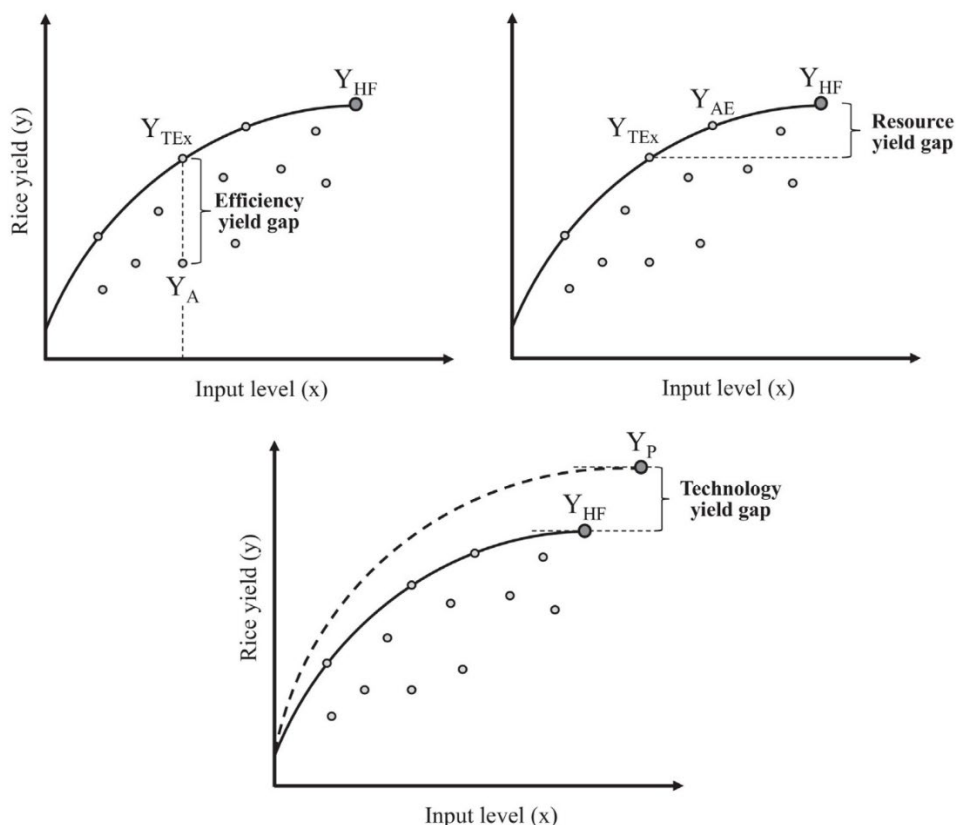 Y_HF
Y_TEx
Efficiency
yield gap
Y_A
Rice yield (y)
Input level (x)
Y_HF
Y_AE
Y_TEx
Resource
yield gap
Input level (x)
Y_P
Y_HF
Technology
yield gap
Rice yield (y)
Input level (x)